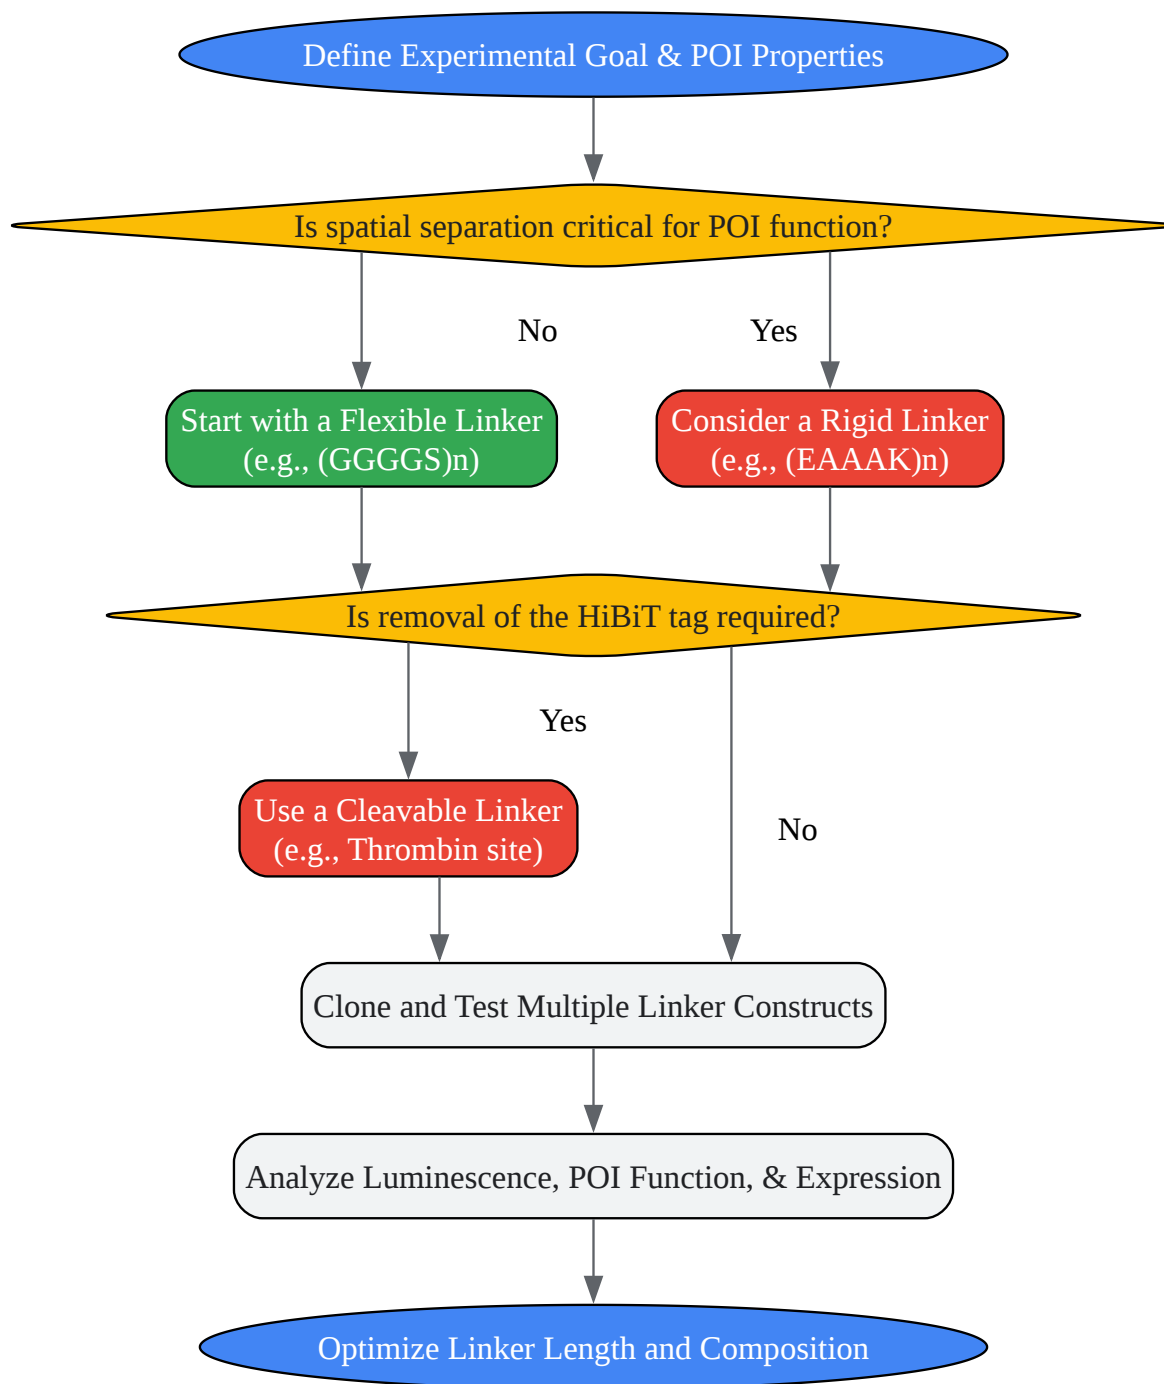 Define Experimental Goal & POI Properties
Is spatial separation critical for POI function?
No
Yes
Start with a Flexible Linker
(e.g., (GGGGS)n)
Consider a Rigid Linker
(e.g., (EAAAK)n)
Is removal of the HiBiT tag required?
Yes
Use a Cleavable Linker
(e.g., Thrombin site)
No
Clone and Test Multiple Linker Constructs
Analyze Luminescence, POI Function, & Expression
Optimize Linker Length and Composition